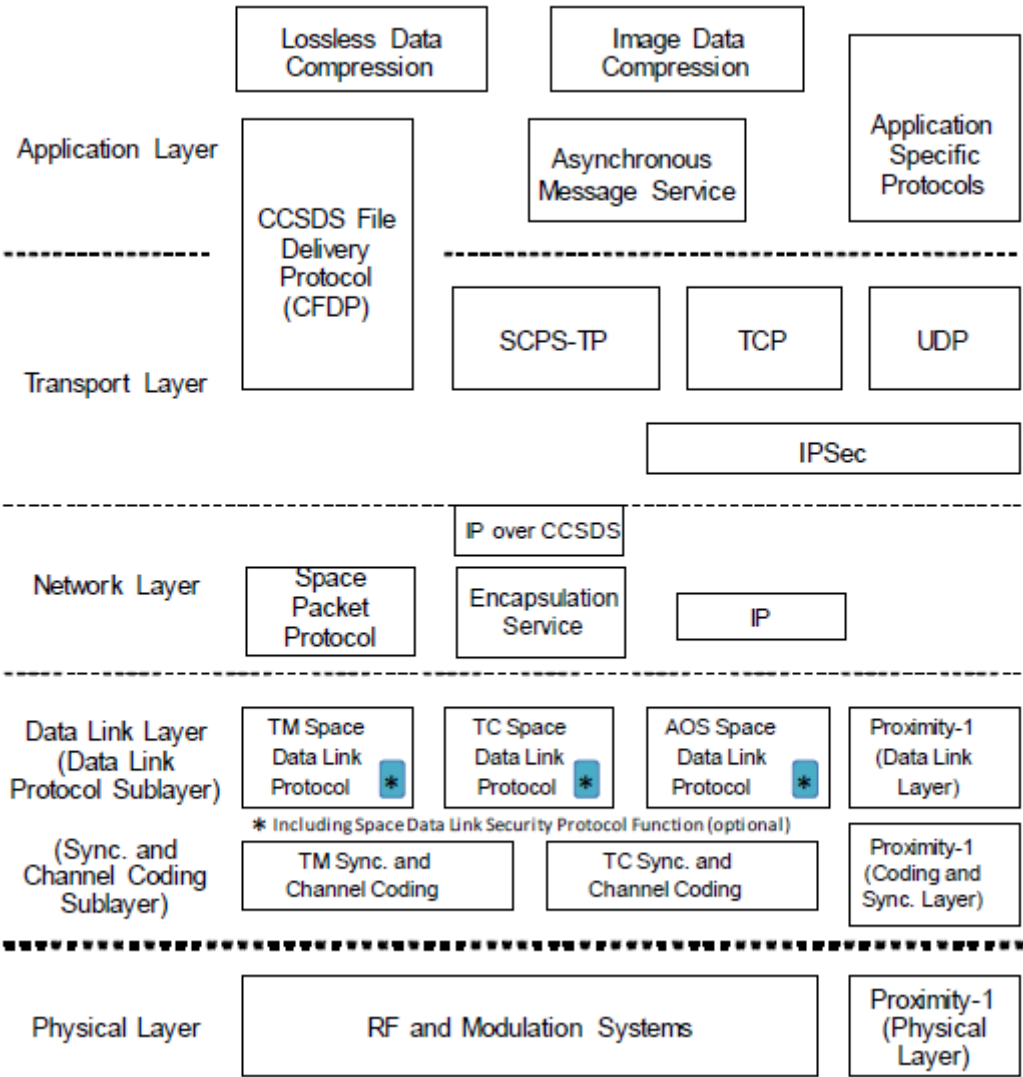 Lossless Data
Compression
Image Data
Compression
Application Layer
Application
Specific
Protocols
Asynchronous
Message Service
CCSDS File
Delivery
Protocol
(CFDP)
Transport Layer
SCPS-TP
TCP
UDP
IPSec
IP over CCSDS
Network Layer
Space
Packet
Protocol
Encapsulation
Service
IP
Data Link Layer
(Data Link
Protocol Sublayer)
TM Space
Data Link
Protocol *
TC Space
Data Link
Protocol *
AOS Space
Data Link
Protocol *
Proximity-1
(Data Link
Layer)
* Including Space Data Link Security Protocol Function (optional)
(Sync. and
Channel Coding
Sublayer)
TM Sync. and
Channel Coding
TC Sync. and
Channel Coding
Proximity-1
(Coding and
Sync. Layer)
Physical Layer
RF and Modulation Systems
Proximity-1
(Physical
Layer)